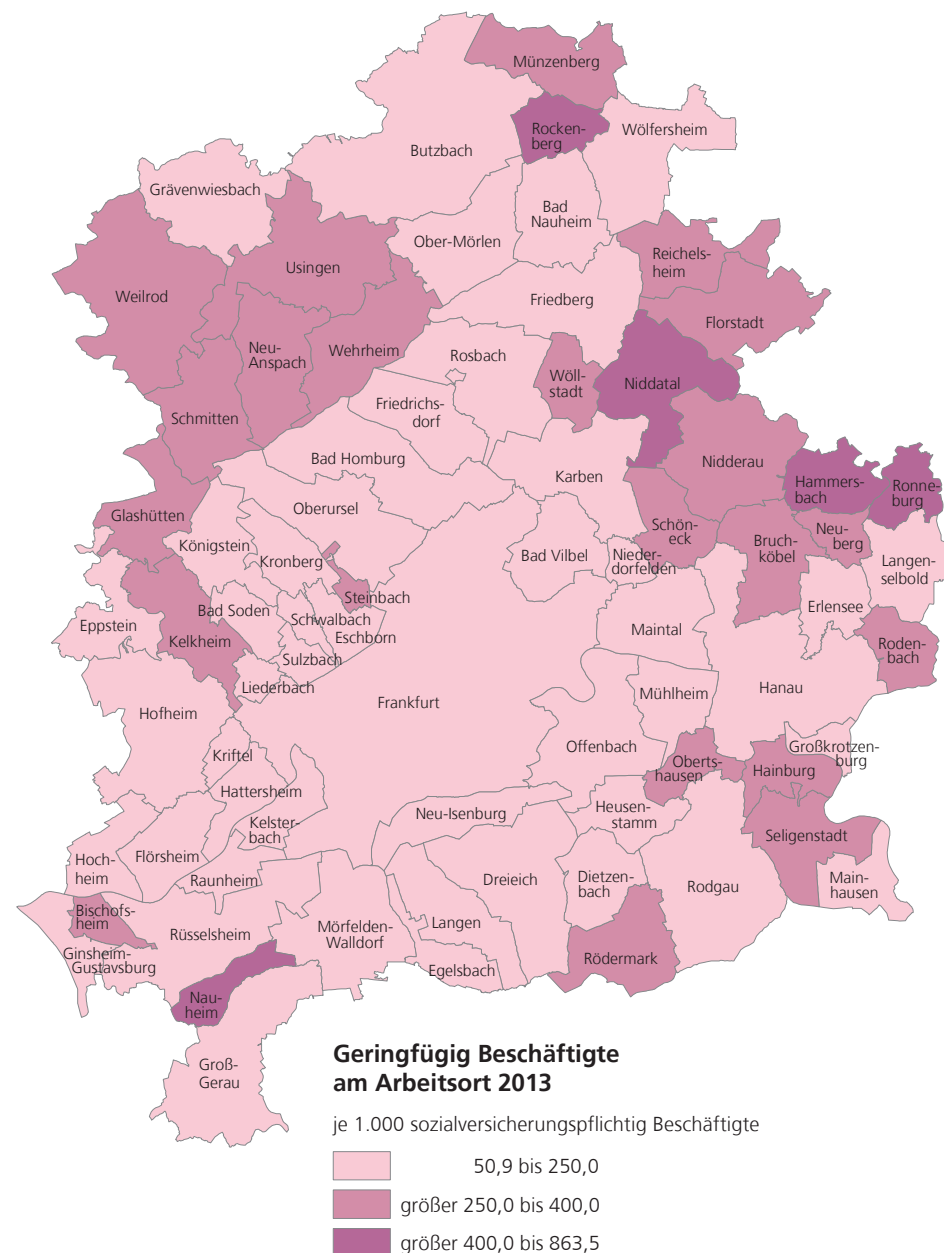 Münzenberg
Rocken-
berg
Wölfersheim
Butzbach
Grävenwiesbach
Bad
Nauheim
Ober-Mörlen
Reichels-
heim
Usingen
Weilrod
Friedberg
Florstadt
Neu-
Anspach
Wehrheim
Rosbach
Wöll-
stadt
Niddatal
Friedrichs-
dorf
Schmitten
Bad Homburg
Nidderau
Karben
Hammers-
bach
Ronne-
burg
Oberursel
Glashütten
Schön-
eck
Neu-
berg
Bruch-
köbel
Königstein
Kronberg
Bad Vilbel
Nieder-
dorfelden
Langen-
selbold
Steinbach
Bad Soden
Schwalbach
Erlensee
Eppstein
Eschborn
Maintal
Kelkheim
Roden-
bach
Sulzbach
Liederbach
Hanau
Mühlheim
Frankfurt
Hofheim
Offenbach
Großkrotzen-
burg
Kriftel
Oberts-
hausen
Hainburg
Hattersheim
Heusen-
stamm
Neu-Isenburg
Kelster-
bach
Seligenstadt
Hoch-
heim
Flörsheim
Dreieich
Dietzen-
bach
Rodgau
Main-
hausen
Raunheim
Bischofs-
heim
Langen
Mörfelden-
Walldorf
Rüsselsheim
Ginsheim-
Gustavsburg
Rödermark
Egelsbach
Nau-
heim
Groß-
Gerau
Geringfügig Beschäftigte
am Arbeitsort 2013
je 1.000 sozialversicherungspflichtig Beschäftigte
50,9 bis 250,0
größer 250,0 bis 400,0
größer 400,0 bis 863,5